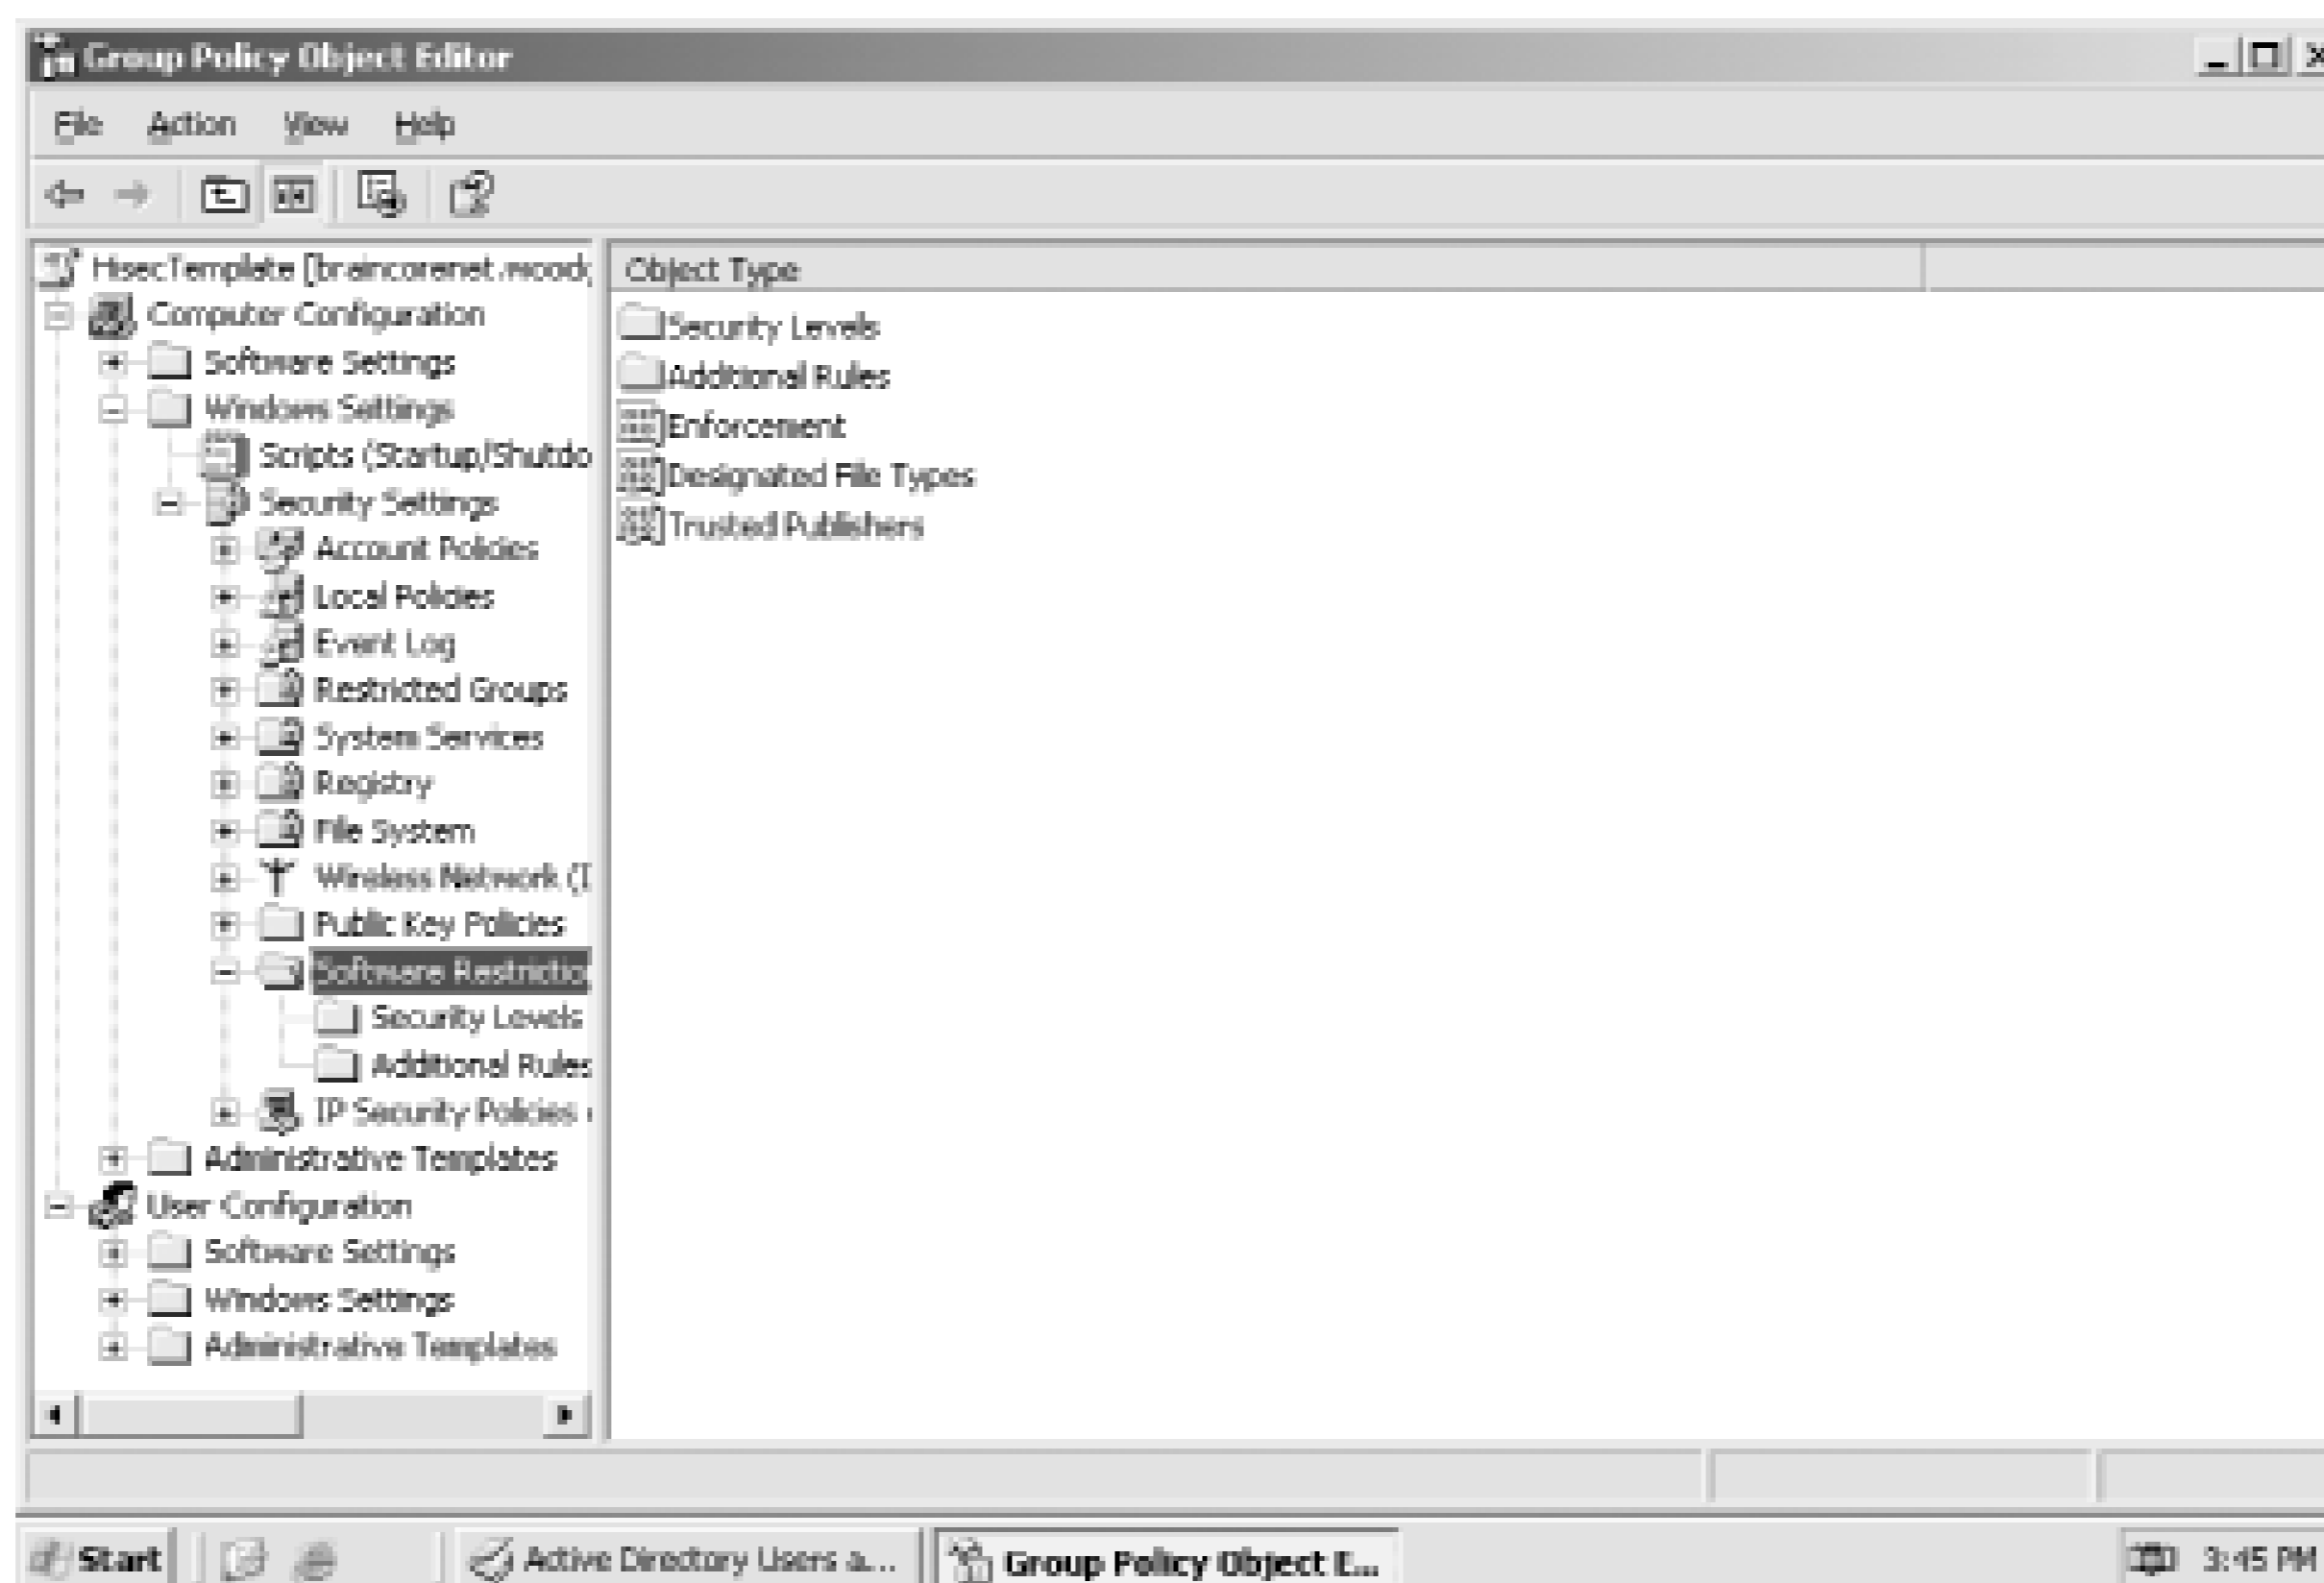 Group Policy Object Editor
File Action View Help
HisecTemplate [braincorenet.
Object Type
Computer Configuration
Software Settings
Windows Settings
Scripts (Startup/Shutdo
Security Settings
Account Policies
Local Policies
Event Log
Restricted Groups
System Services
Registry
File System
Wireless Network (I
Public Key Policies
Software Restrictio
Security Levels
Additional Rules
IP Security Policies
Administrative Templates
User Configuration
Software Settings
Windows Settings
Administrative Templates
Security Levels
Additional Rules
Enforcement
Designated File Types
Trusted Publishers
Start
Active Directory Users a...
Group Policy Object E...
3:45 PM